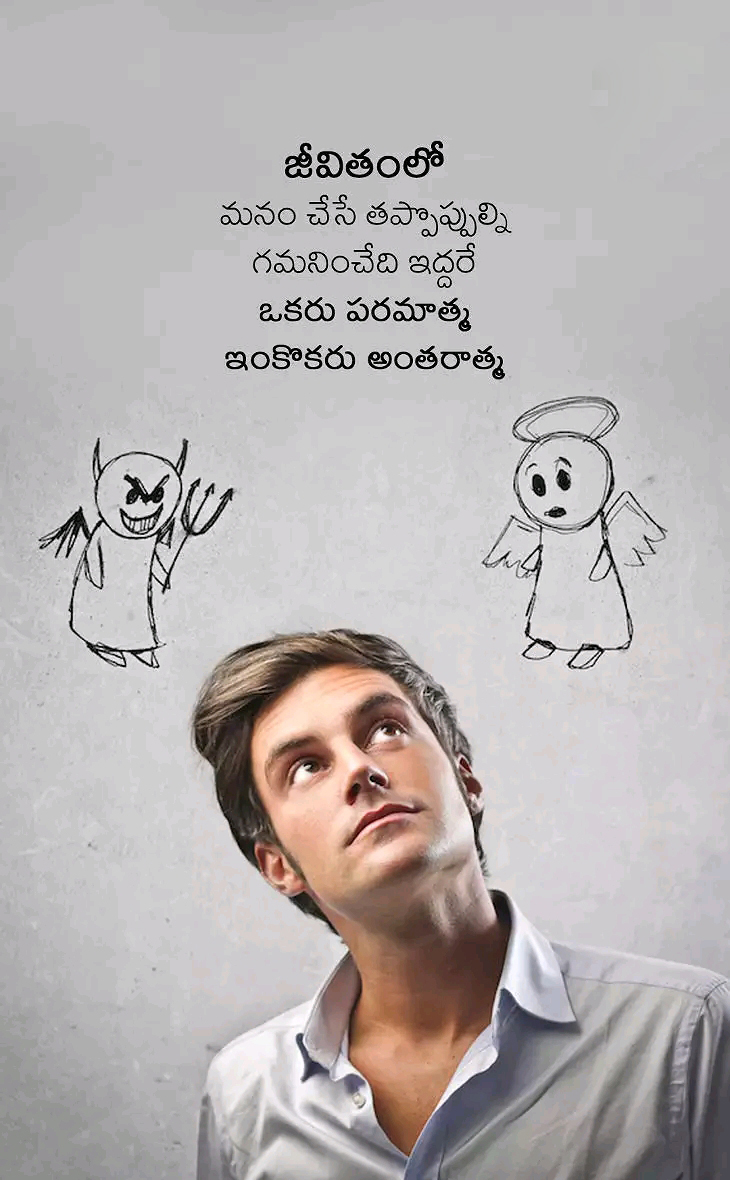 జీవితంలో
మనం చేసే తప్పొప్పుల్ని
గమనించేది ఇద్దరే
ఒకరు పరమాత్మ
ఇంకొకరు అంతరాత్మ